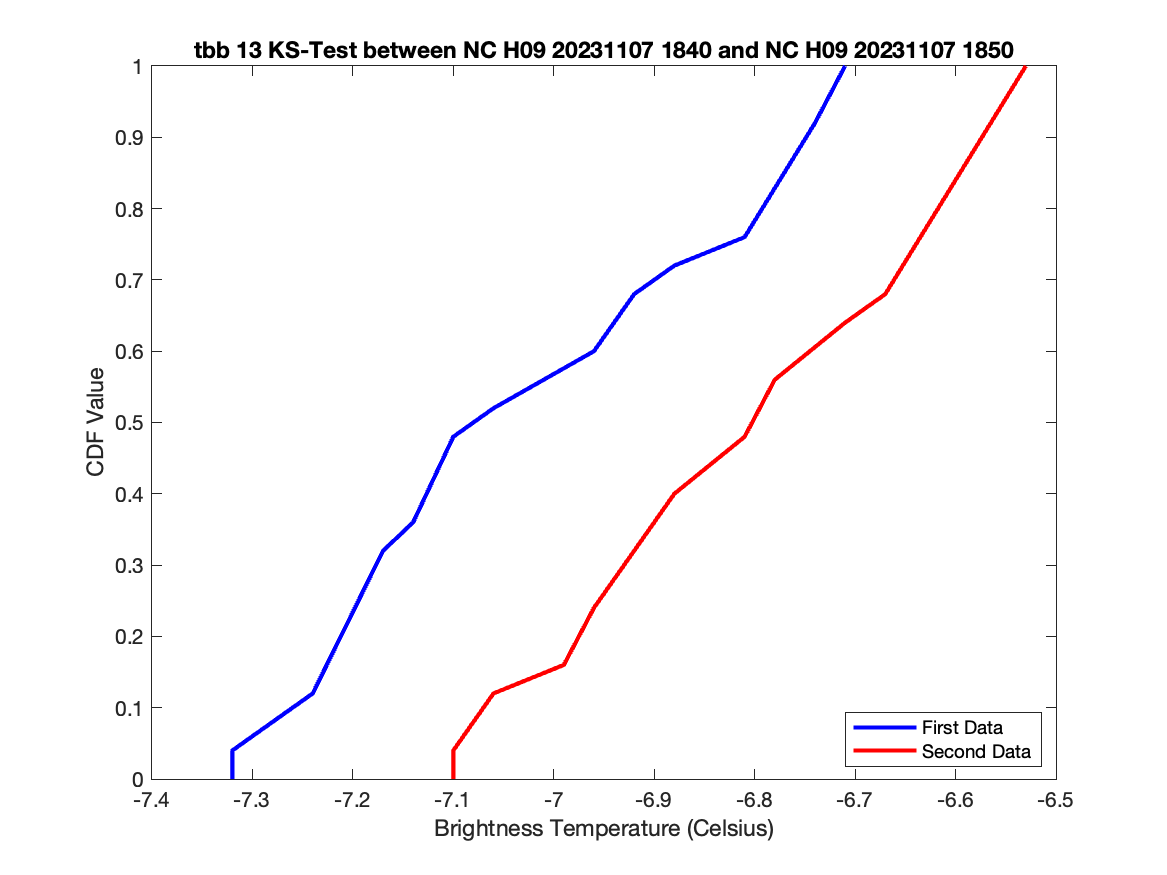 tbb 13 KS-Test between NC H09 20231107 1840 and NC H09 20231107 1850
1
0.9
0.8
0.7
0.6
0.5
0.4
0.3
0.2
0.1
0
CDF Value
First Data
Second Data
-7.4 -7.3 -7.2 -7.1 -7 -6.9 -6.8 -6.7 -6.6 -6.5
Brightness Temperature (Celsius)